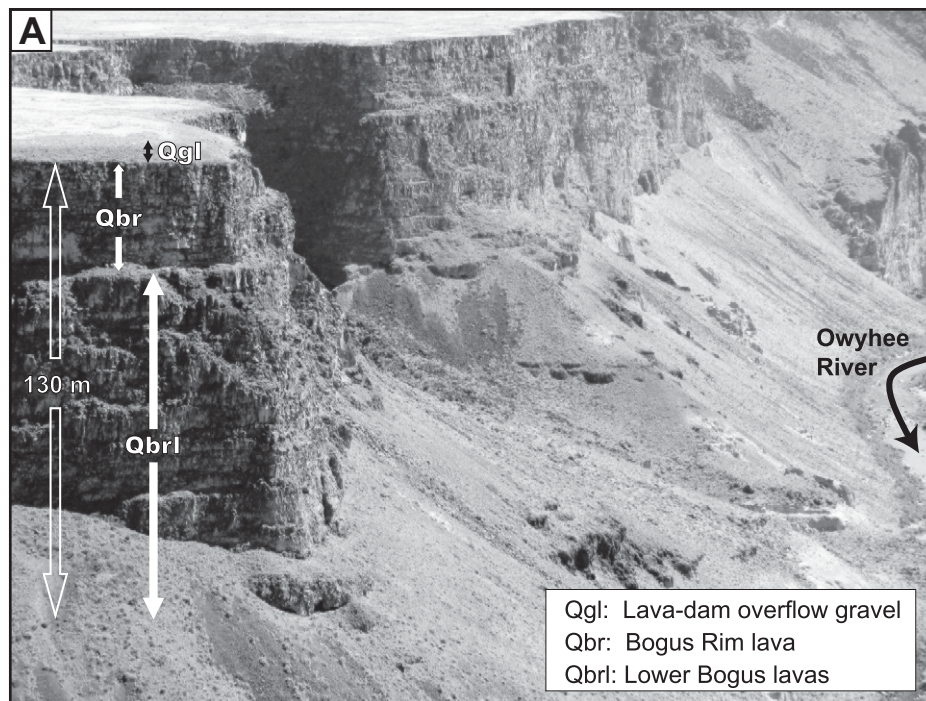 A
Qgl
Qbr
Owyhee
River
130 m
Qbrl
Qgl: Lava-dam overflow gravel
Qbr: Bogus Rim lava
Qbrl: Lower Bogus lavas